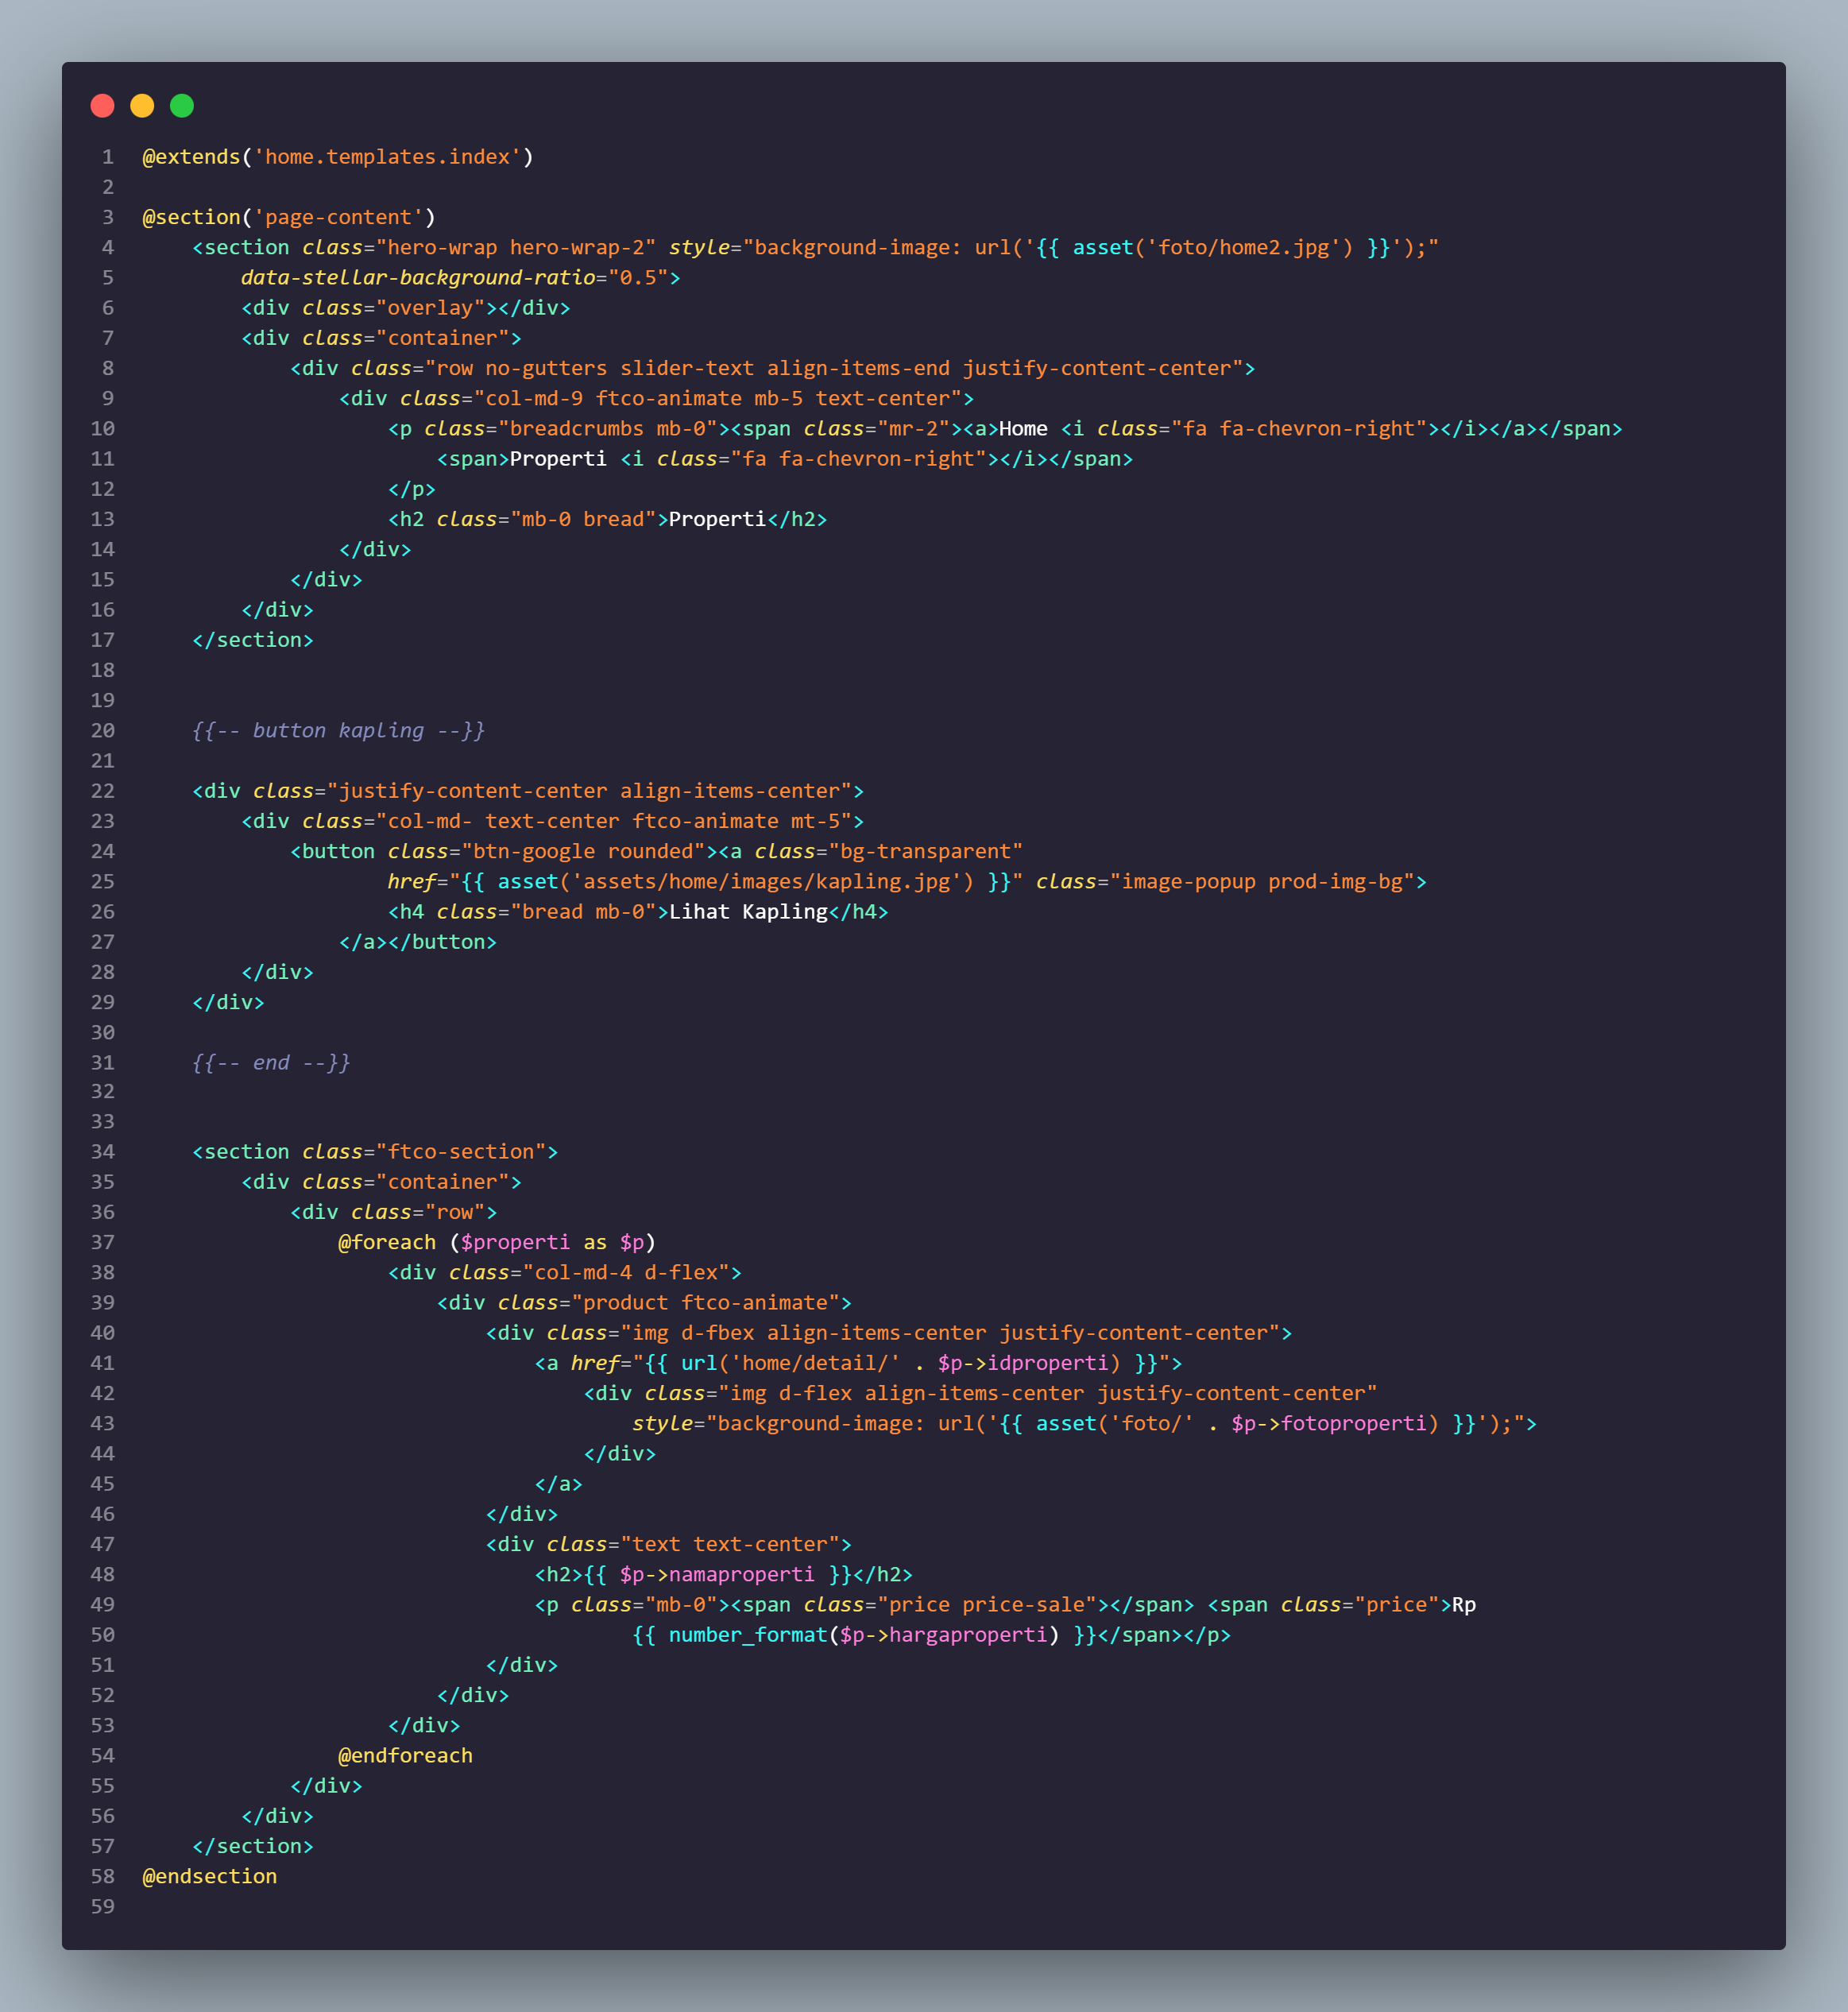 1 @extends('home.templates.index')
2
3 @section('page-content')
4 <section class="hero-wrap hero-wrap-2" style="background-image: url('{{ asset('foto/home2.jpg') }}');"
5 data-stellar-background-ratio="0.5">
6 <div class="overlay"></div>
7 <div class="container">
8 <div class="row no-gutters slider-text align-items-end justify-content-center">
9 <div class="col-md-9 ftco-animate mb-5 text-center">
10 <p class="breadcrumbs mb-0"><span class="mr-2"><a>Home <i class="fa fa-chevron-right"></i></a></span>
11 <span>Properti <i class="fa fa-chevron-right"></i></span>
12 </p>
13 <h2 class="mb-0 bread">Properti</h2>
14 </div>
15 </div>
16 </div>
17 </section>
18
19
20 {{-- button kapling --}}
21
22 <div class="justify-content-center align-items-center">
23 <div class="col-md- text-center ftco-animate mt-5">
24 <button class="btn-google rounded"><a class="bg-transparent"
25 href="{{ asset('assets/home/images/kapling.jpg') }}" class="image-popup prod-img-bg">
26 <h4 class="bread mb-0">Lihat Kapling</h4>
27 </a></button>
28 </div>
29 </div>
30
31 {{-- end --}}
32
33
34 <section class="ftco-section">
35 <div class="container">
36 <div class="row">
37 @foreach ($properti as $p)
38 <div class="col-md-4 d-flex">
39 <div class="product ftco-animate">
40 <div class="img d-fbex align-items-center justify-content-center">
41 <a href="{{ url('home/detail/' . $p->idproperti) }}">
42 <div class="img d-flex align-items-center justify-content-center"
43 style="background-image: url('{{ asset('foto/' . $p->fotoproperti) }}');">
44 </div>
45 </a>
46 </div>
47 <div class="text text-center">
48 <h2>{{ $p->namaproperti }}</h2>
49 <p class="mb-0"><span class="price price-sale"></span> <span class="price">Rp
50 {{ number_format($p->hargaproperti) }}</span></p>
51 </div>
52 </div>
53 </div>
54 @endforeach
55 </div>
56 </div>
57 </section>
58 @endsection
59